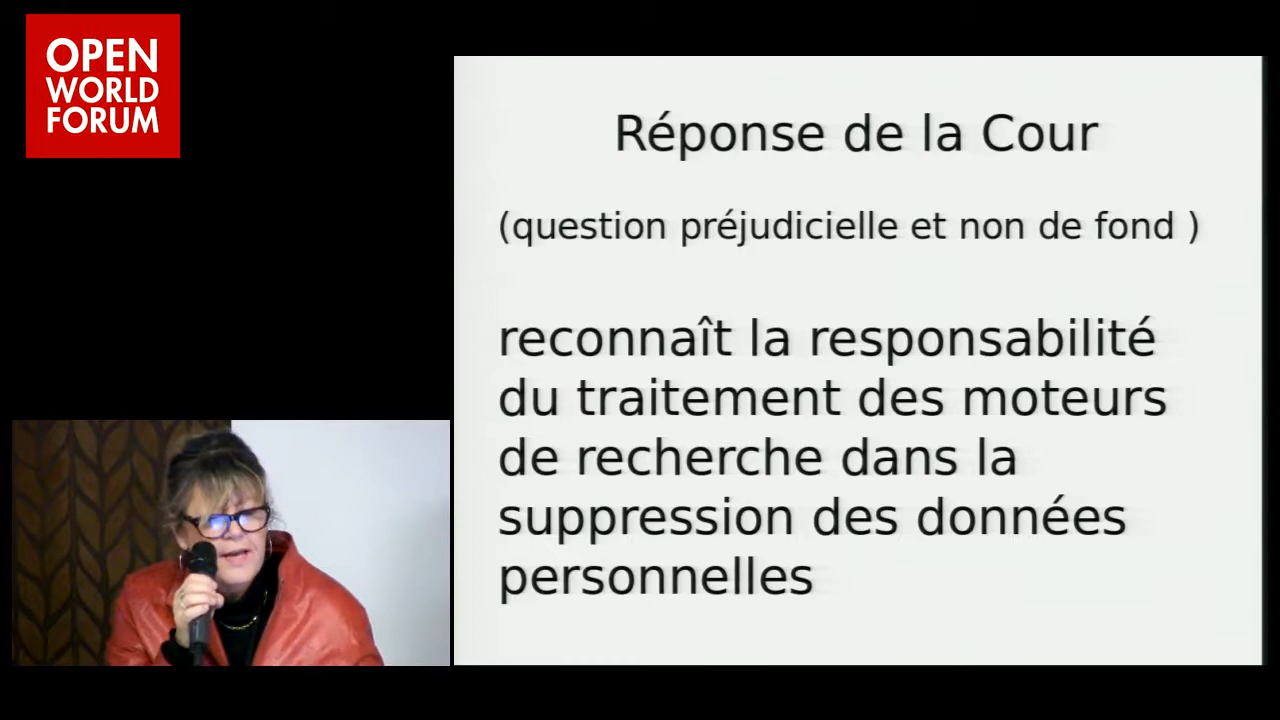 OPEN
WORLD
FORUM
Réponse de la Cour
(question préjudicielle et non de fond )
reconnaît la responsabilité
du traitement des moteurs
de recherche dans la
suppression des données
personnelles